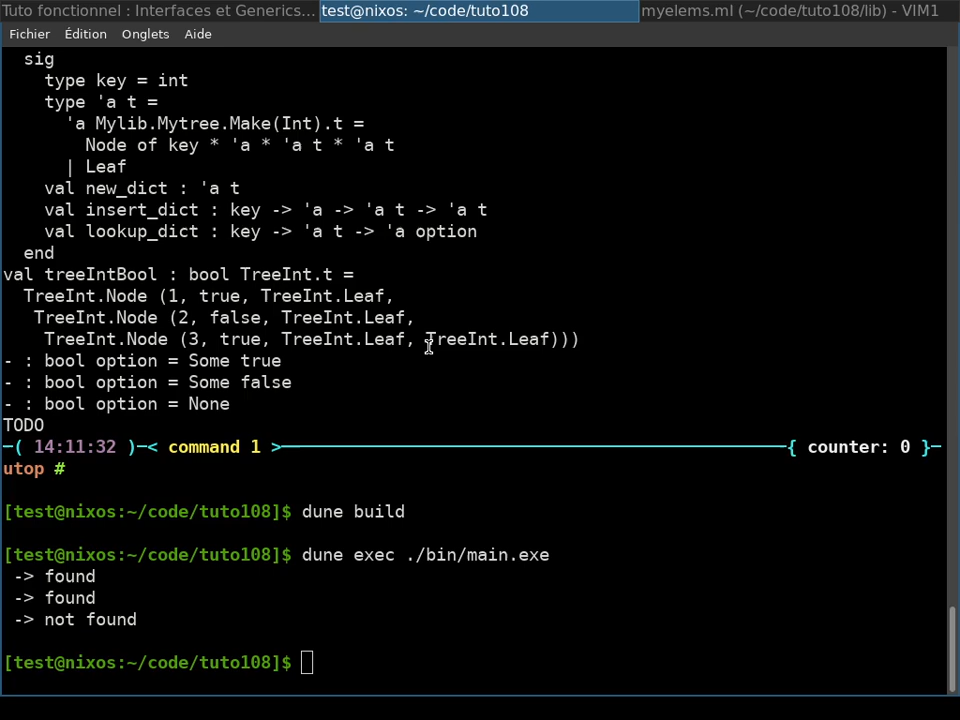 Tuto fonctionnel : Interfaces et Generics... test@nixos: ~/code/tuto108 myelems.ml (~/code/tuto108/lib) - VIM1
Fichier Édition Onglets Aide
sig
type key = int
type 'a t =
'a Mylib.Mytree.Make(Int).t =
Node of key * 'a * 'a t * 'a t
| Leaf
val new_dict : 'a t
val insert_dict : key -> 'a -> 'a t -> 'a t
val lookup_dict : key -> 'a t -> 'a option
end
val treeIntBool : bool TreeInt.t =
TreeInt.Node (1, true, TreeInt.Leaf,
TreeInt.Node (2, false, TreeInt.Leaf,
TreeInt.Node (3, true, TreeInt.Leaf, TreeInt.Leaf)))
- : bool option = Some true
- : bool option = Some false
- : bool option = None
TODO
─( 14:11:32 )─< command 1 >──────────{ counter: 0 }─
utop #
[test@nixos:~/code/tuto108]$ dune build
[test@nixos:~/code/tuto108]$ dune exec ./bin/main.exe
-> found
-> found
-> not found
[test@nixos:~/code/tuto108]$